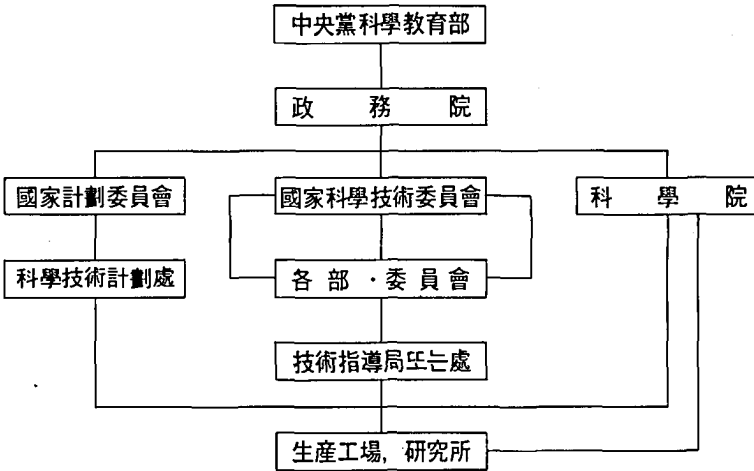 中央黨科學教育部
政 務 院
國家計劃委員會
國家科學技術委員會
科 學 院
科學技術計劃處
各 部 · 委 員 會
技術指導局또는處
生産工場, 研究所